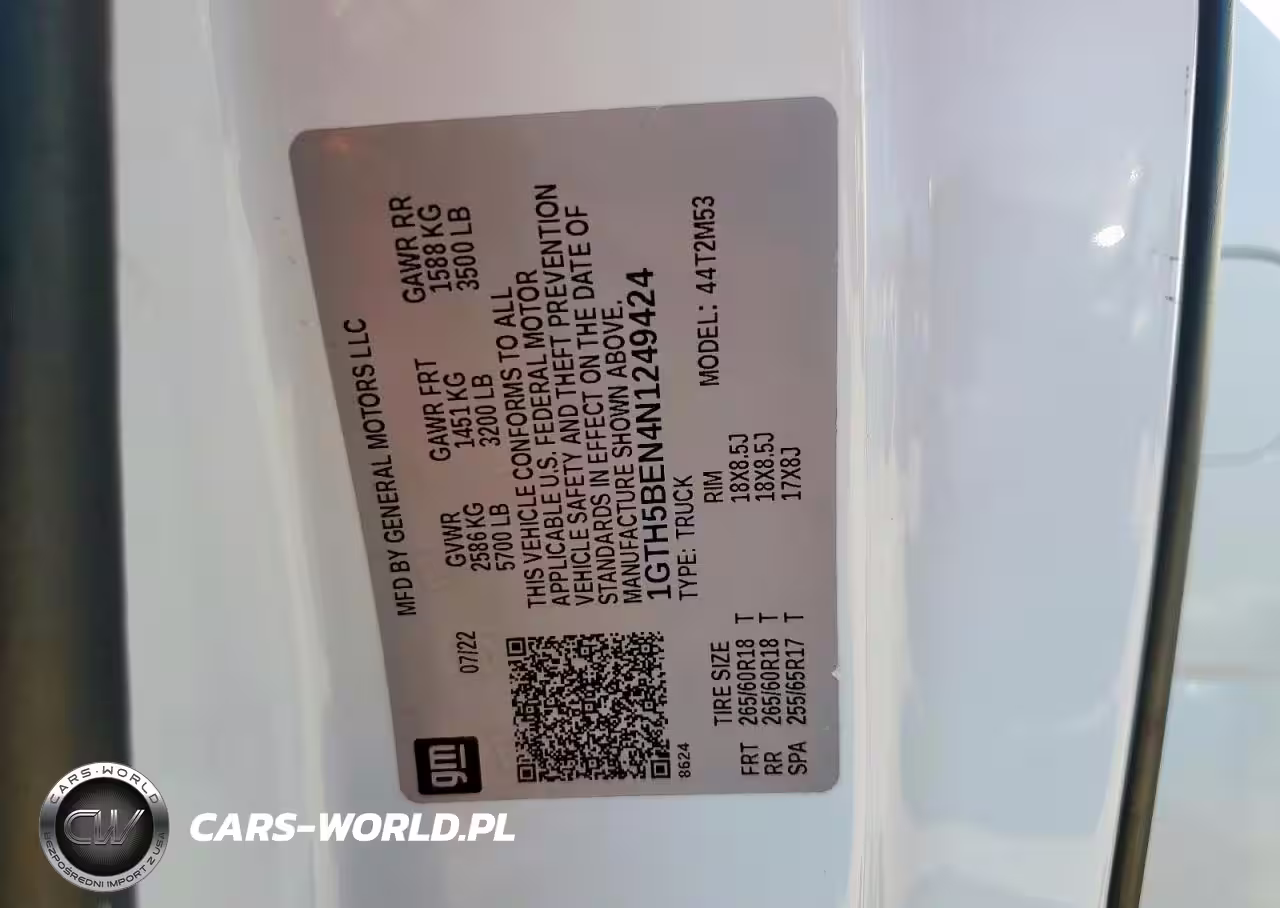 MFD BY GENERAL MOTORS LLC
07/22
GVWR GAWR FRT GAWR RR
2586 KG 1451 KG 1588 KG
5700 LB 3200 LB 3500 LB
THIS VEHICLE CONFORMS TO ALL
APPLICABLE U.S. FEDERAL MOTOR
VEHICLE SAFETY AND THEFT PREVENTION
STANDARDS IN EFFECT ON THE DATE OF
MANUFACTURE SHOWN ABOVE.
1GTH5BEN4N1249424
TYPE: TRUCK MODEL: 44T2M53
gm
8624
TIRE SIZE RIM
FRT 265/60R18 T 18X8.5J
RR 265/60R18 T 18X8.5J
SPA 255/65R17 T 17X8J
CARS-WORLD
CW
BEZPOŚREDNI IMPORT Z USA
CARS-WORLD.PL